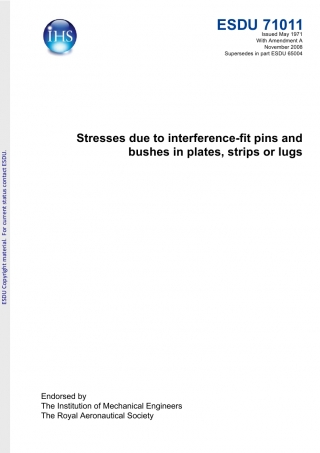 IHS
ESDU 71011
Issued May 1971
With Amendment A
November 2008
Supersedes in part ESDU 65004
Stresses due to interference-fit pins and
bushes in plates, strips or lugs
ESDU Copyright material. For current status contact ESDU.
Endorsed by
The Institution of Mechanical Engineers
The Royal Aeronautical Society